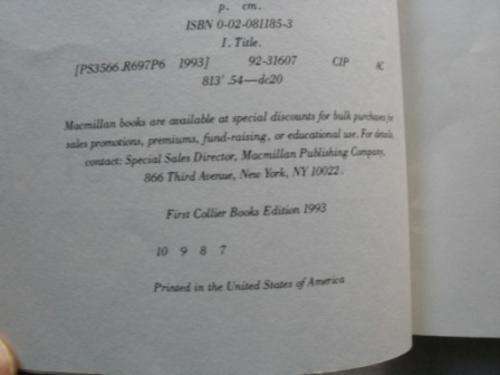 p. cm.
ISBN 0-02-081185-3
I. Title.
[PS3566.R697P6 1993] 92-31607 CIP
813'.54—dc20
Macmillan books are available at special discounts for bulk purchases for
sales promotions, premiums, fund-raising, or educational use. For details,
contact: Special Sales Director, Macmillan Publishing Company,
866 Third Avenue, New York, NY 10022.
First Collier Books Edition 1993
10 9 8 7
Printed in the United States of America